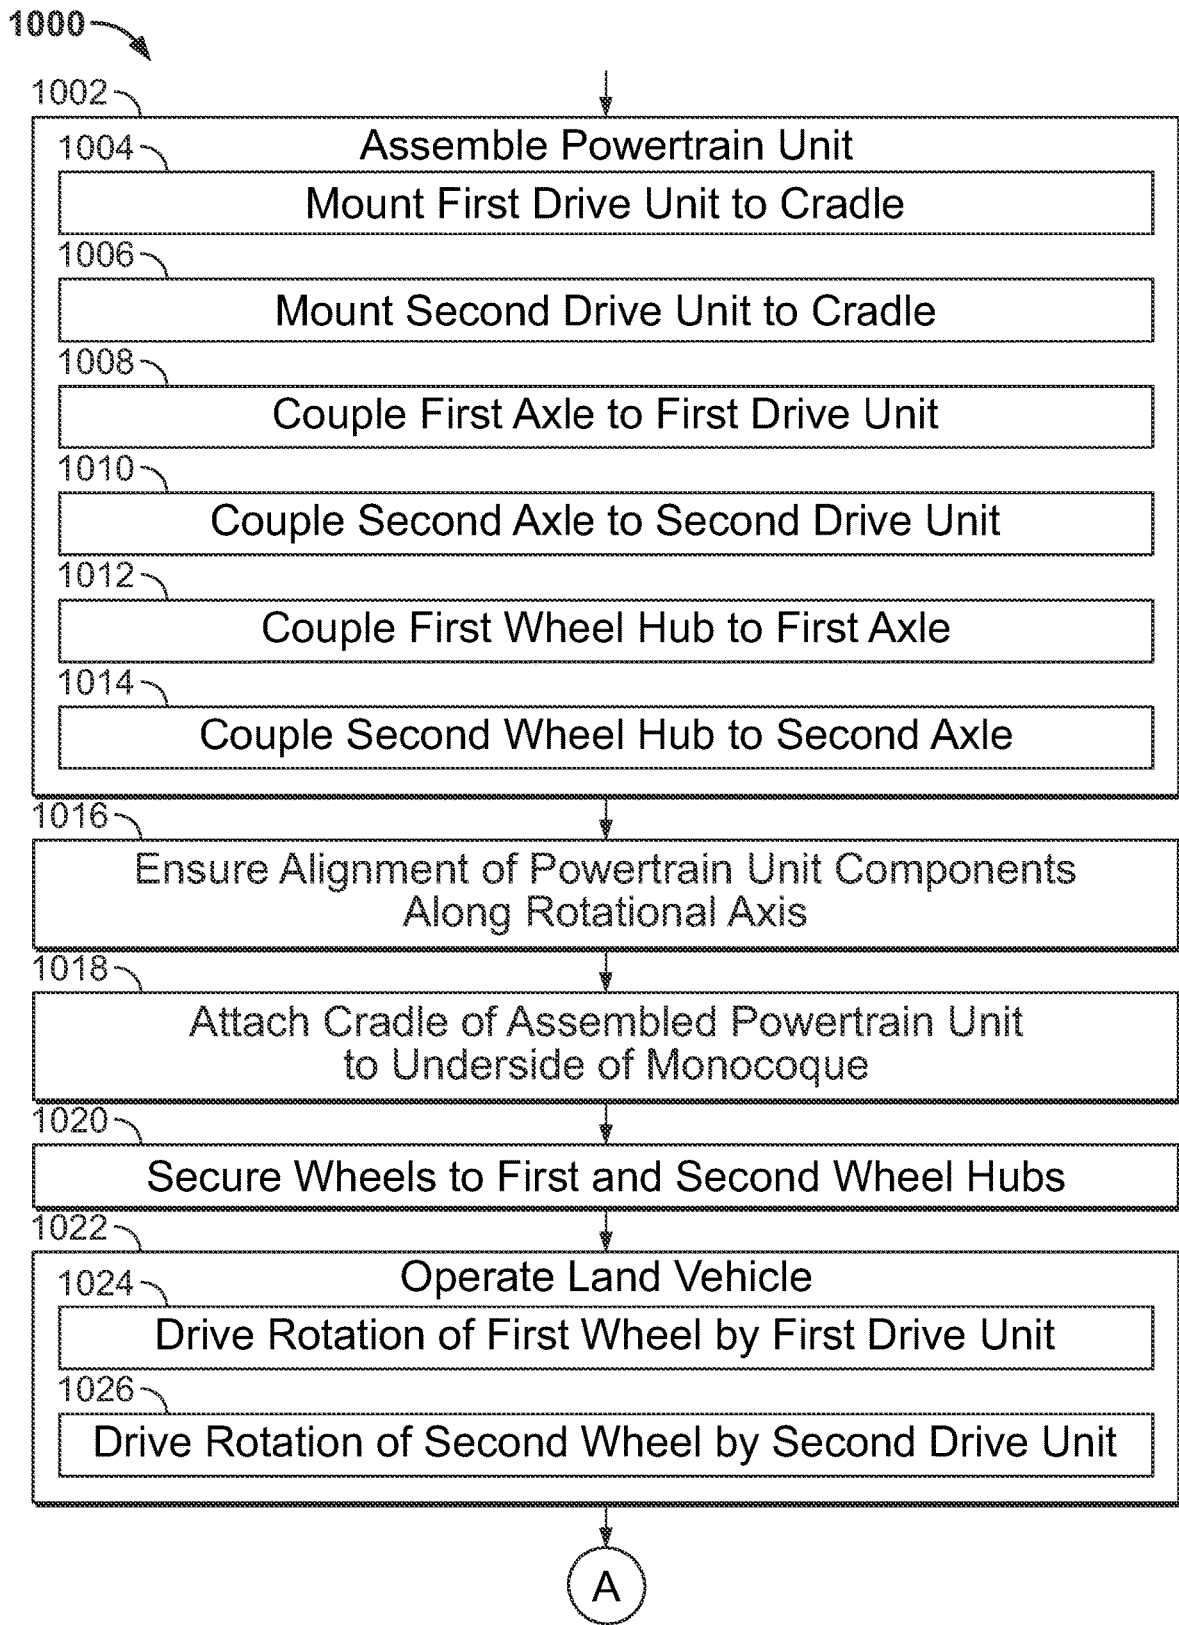 1000
1002
Assemble Powertrain Unit
1004
Mount First Drive Unit to Cradle
1006
Mount Second Drive Unit to Cradle
1008
Couple First Axle to First Drive Unit
1010
Couple Second Axle to Second Drive Unit
1012
Couple First Wheel Hub to First Axle
1014
Couple Second Wheel Hub to Second Axle
1016
Ensure Alignment of Powertrain Unit Components
Along Rotational Axis
1018
Attach Cradle of Assembled Powertrain Unit
to Underside of Monocoque
1020
Secure Wheels to First and Second Wheel Hubs
1022
Operate Land Vehicle
1024
Drive Rotation of First Wheel by First Drive Unit
1026
Drive Rotation of Second Wheel by Second Drive Unit
A